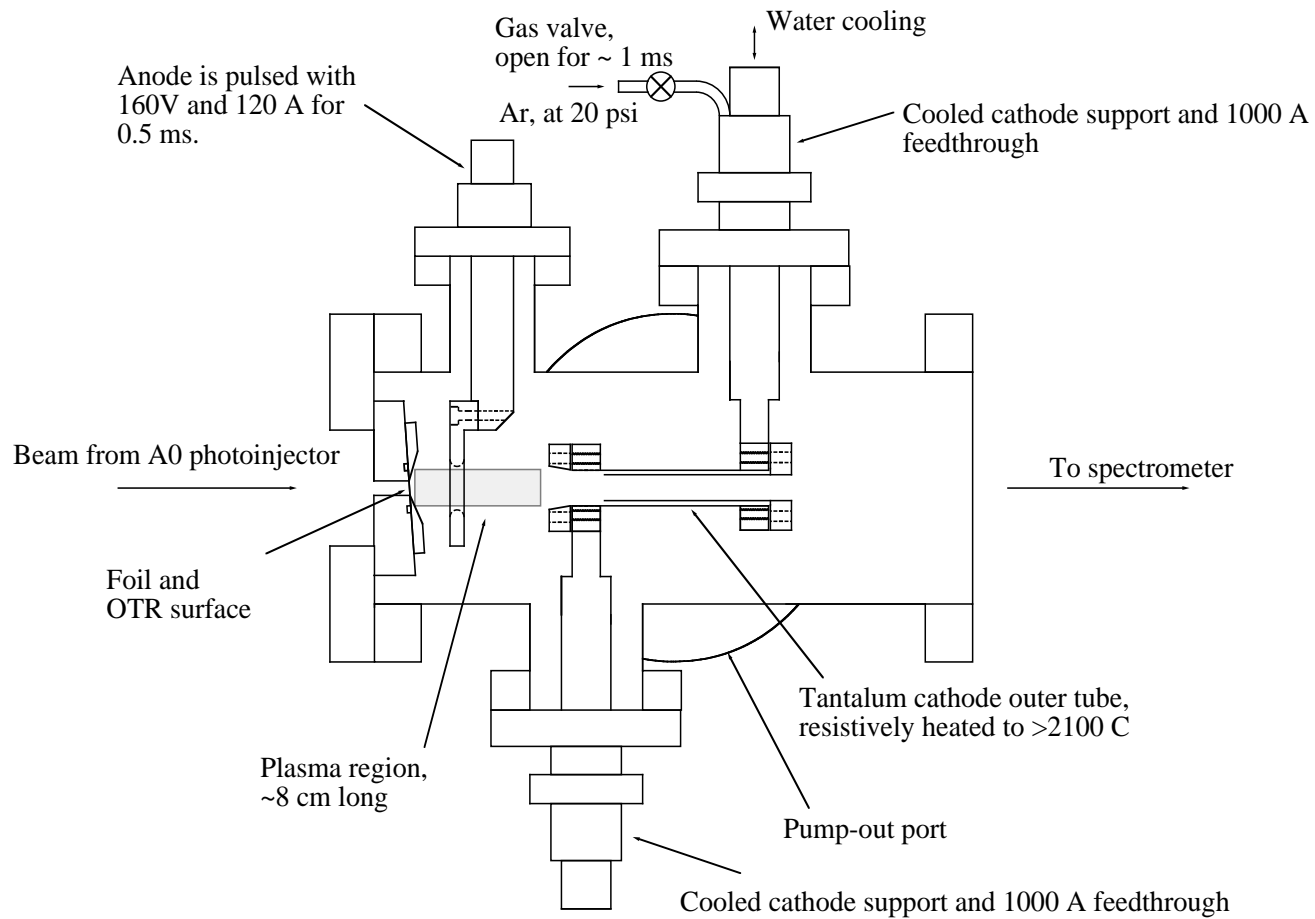 Water cooling
Gas valve,
open for ~ 1 ms
Ar, at 20 psi
Anode is pulsed with
160V and 120 A for
0.5 ms.
Cooled cathode support and 1000 A
feedthrough
Beam from A0 photoinjector
To spectrometer
Foil and
OTR surface
Plasma region,
~8 cm long
Tantalum cathode outer tube,
resistively heated to >2100 C
Pump-out port
Cooled cathode support and 1000 A feedthrough